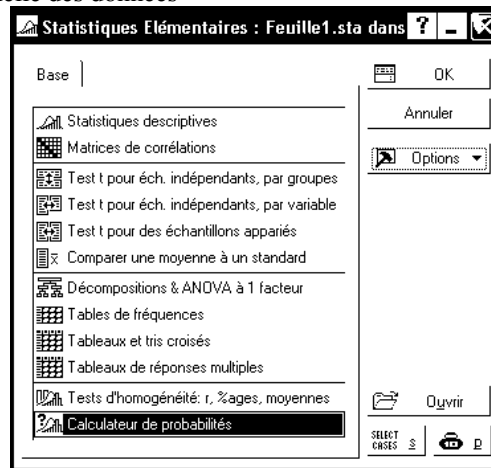 Statistiques Elémentaires : Feuille1.sta dans ? _ X
Base
OK
Annuler
Options
Statistiques descriptives
Matrices de corrélations
Test t pour éch. indépendants, par groupes
Test t pour éch. indépendants, par variable
Test t pour des échantillons appariés
Comparer une moyenne à un standard
Décompositions & ANOVA à 1 facteur
Tables de fréquences
Tableaux et tris croisés
Tableaux de réponses multiples
Tests d'homogénéité: r, %ages, moyennes
Calculateur de probabilités
Ouvrir
SELECT
CASES S D